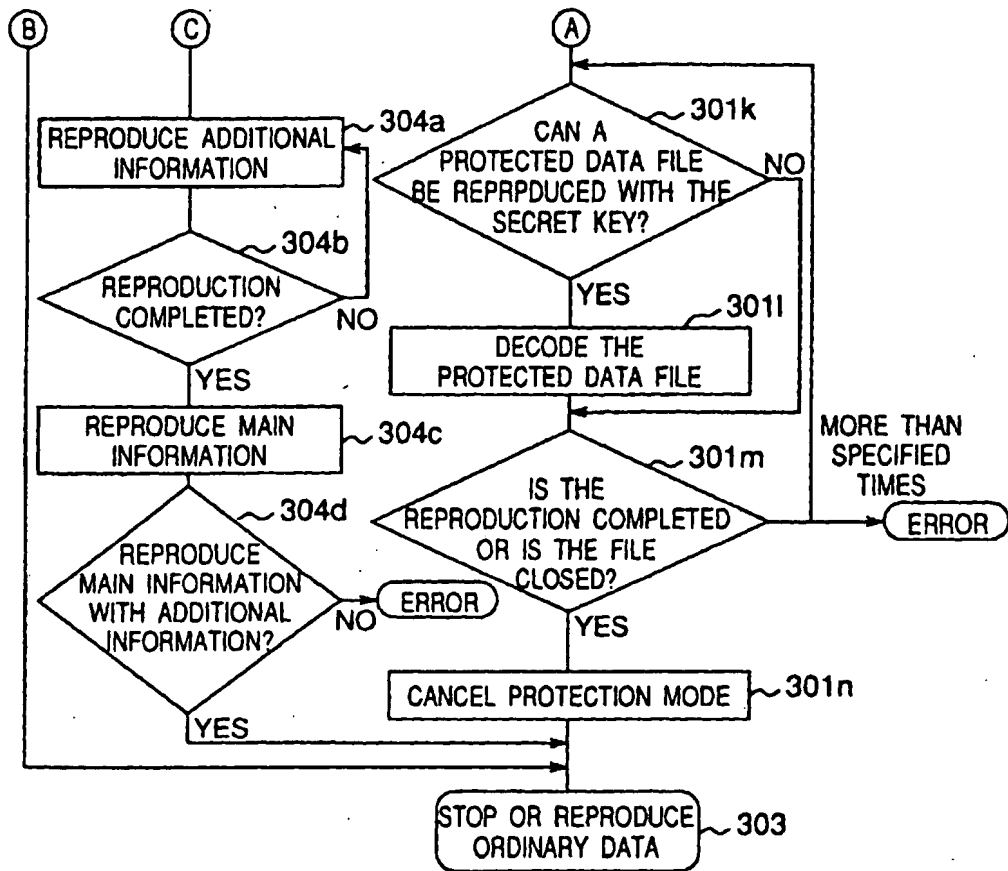 B
C
A
REPRODUCE ADDITIONAL
INFORMATION
304a
REPRODUCTION
COMPLETED?
304b
NO
YES
REPRODUCE MAIN
INFORMATION
304c
304d
REPRODUCE
MAIN INFORMATION
WITH ADDITIONAL
INFORMATION?
NO
ERROR
YES
301k
CAN A
PROTECTED DATA FILE
BE REPRPDUCED WITH THE
SECRET KEY?
NO
YES
301l
DECODE THE
PROTECTED DATA FILE
301m
IS THE
REPRODUCTION COMPLETED
OR IS THE FILE
CLOSED?
MORE THAN
SPECIFIED
TIMES
ERROR
YES
CANCEL PROTECTION MODE
301n
STOP OR REPRODUCE
ORDINARY DATA
303